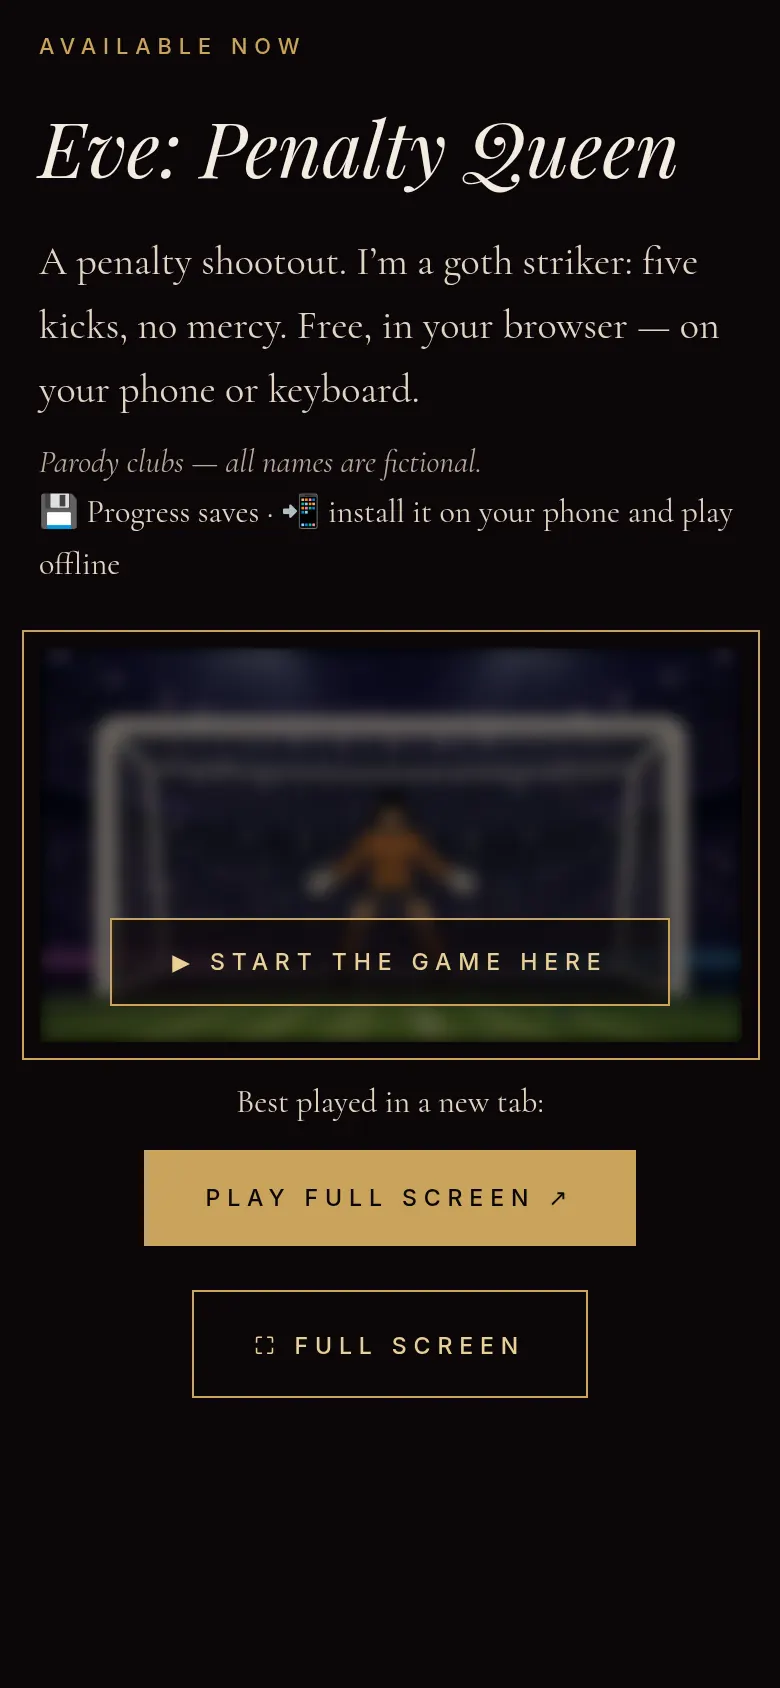 AVAILABLE NOW
Eve: Penalty Queen
A penalty shootout. I’m a goth striker: five
kicks, no mercy. Free, in your browser — on
your phone or keyboard.
Parody clubs — all names are fictional.
💾 Progress saves · 📲 install it on your phone and play
offline
▶ START THE GAME HERE
Best played in a new tab:
PLAY FULL SCREEN ↗
⛶ FULL SCREEN